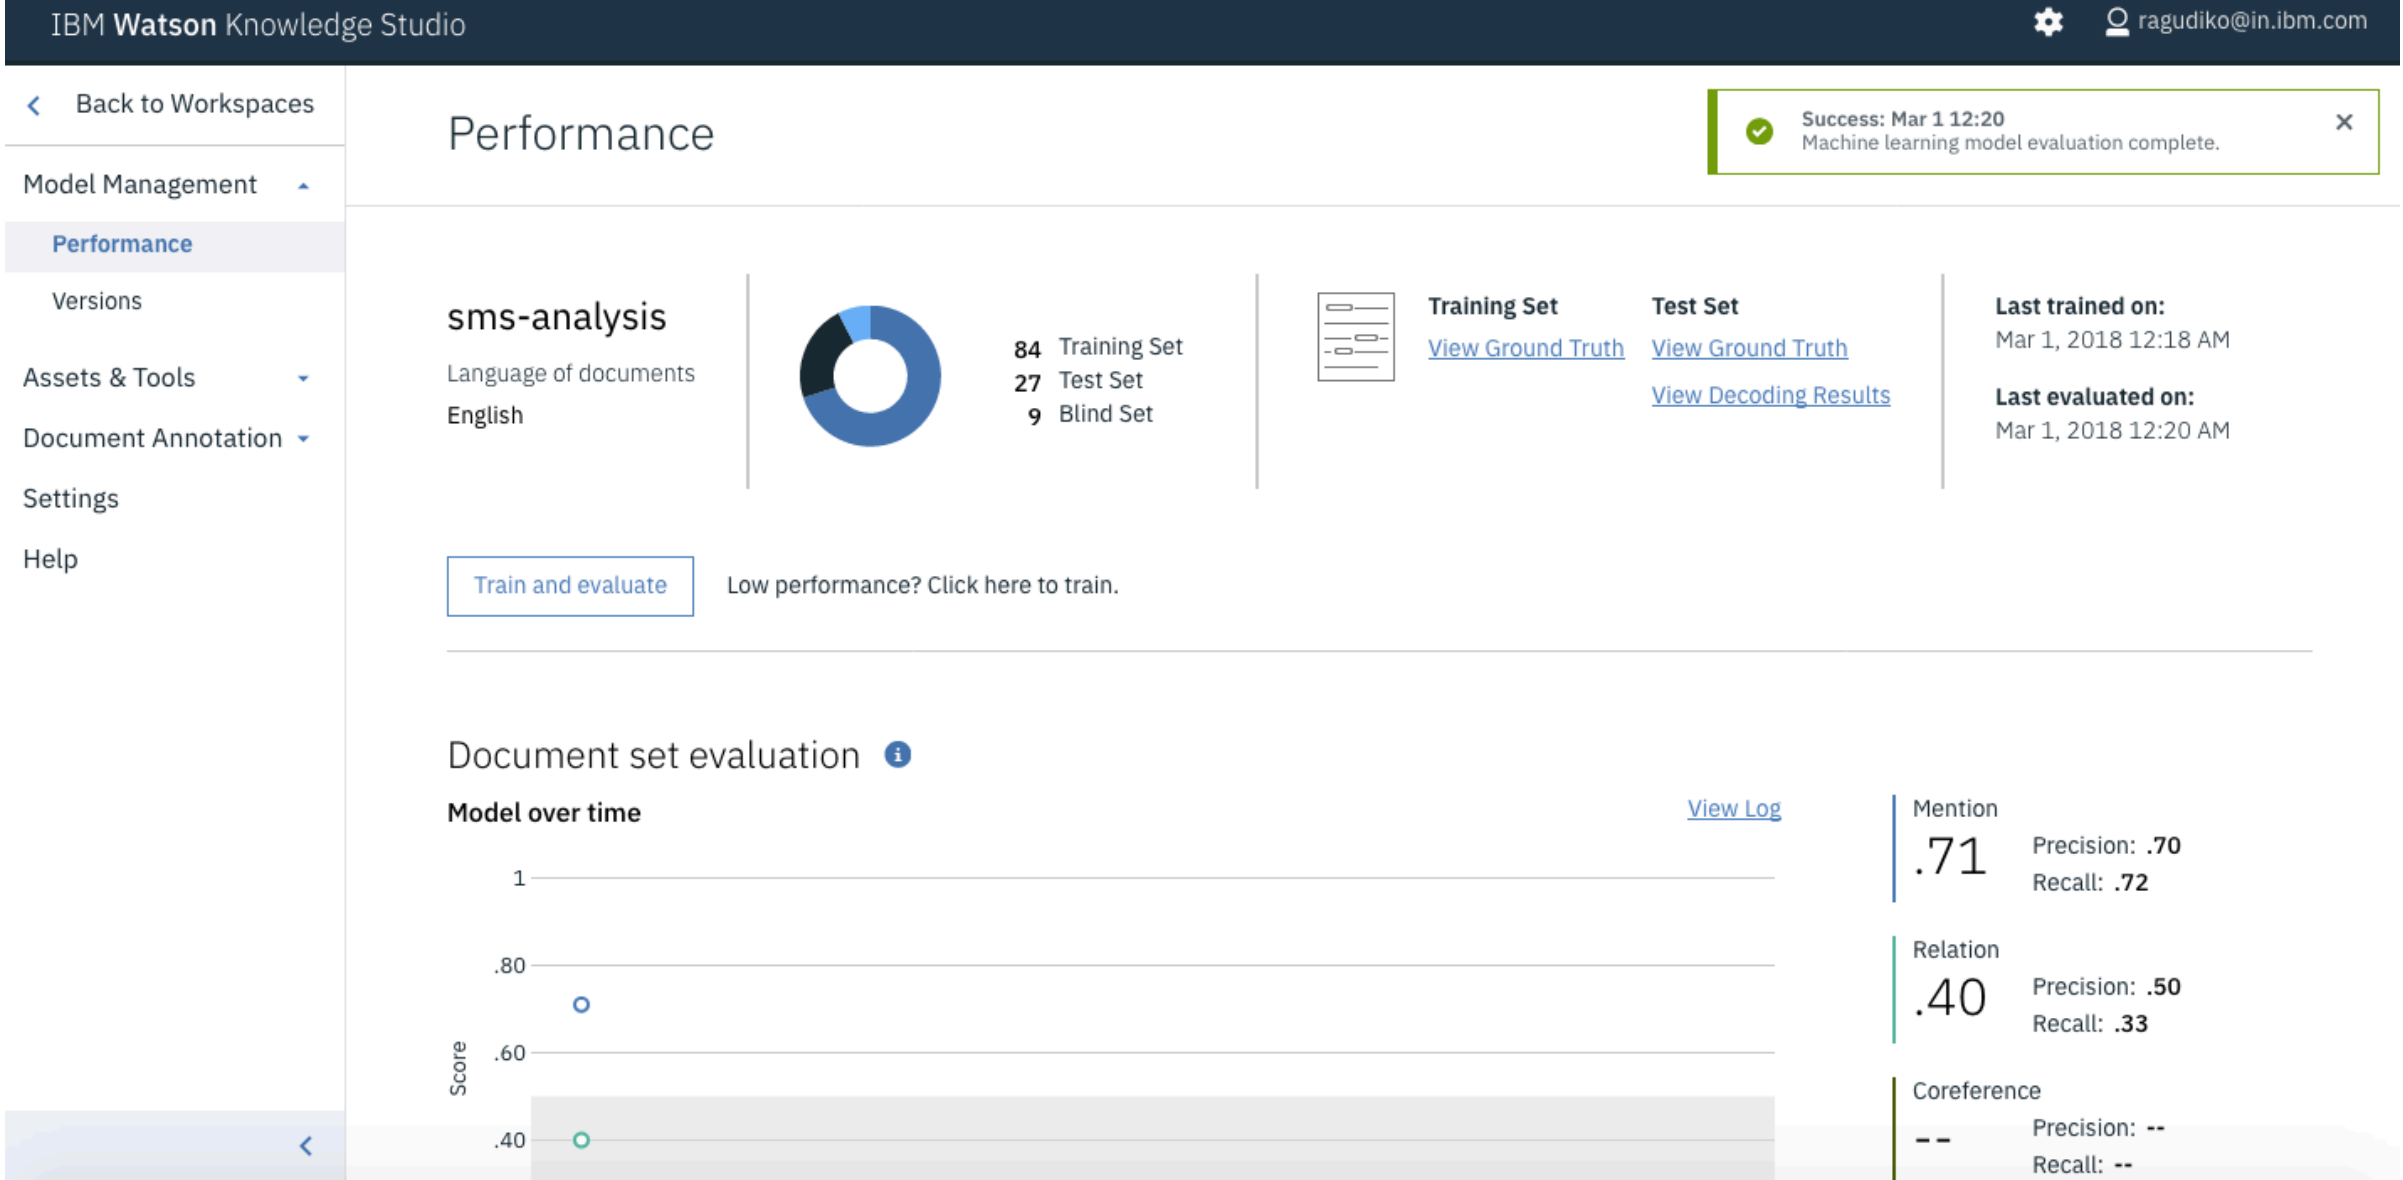 IBM Watson Knowledge Studio
ragudiko@in.ibm.com
Back to Workspaces
Model Management
Performance
Versions
Assets & Tools
Document Annotation
Settings
Help
Performance
Success: Mar 1 12:20
Machine learning model evaluation complete.
sms-analysis
Language of documents
English
84 Training Set
27 Test Set
9 Blind Set
Training Set
View Ground Truth
Test Set
View Ground Truth
View Decoding Results
Last trained on:
Mar 1, 2018 12:18 AM
Last evaluated on:
Mar 1, 2018 12:20 AM
Train and evaluate
Low performance? Click here to train.
Document set evaluation
Model over time
View Log
1
.80
.60
.40
Score
Mention
.71
Precision: .70
Recall: .72
Relation
.40
Precision: .50
Recall: .33
Coreference
--
Precision: --
Recall: --